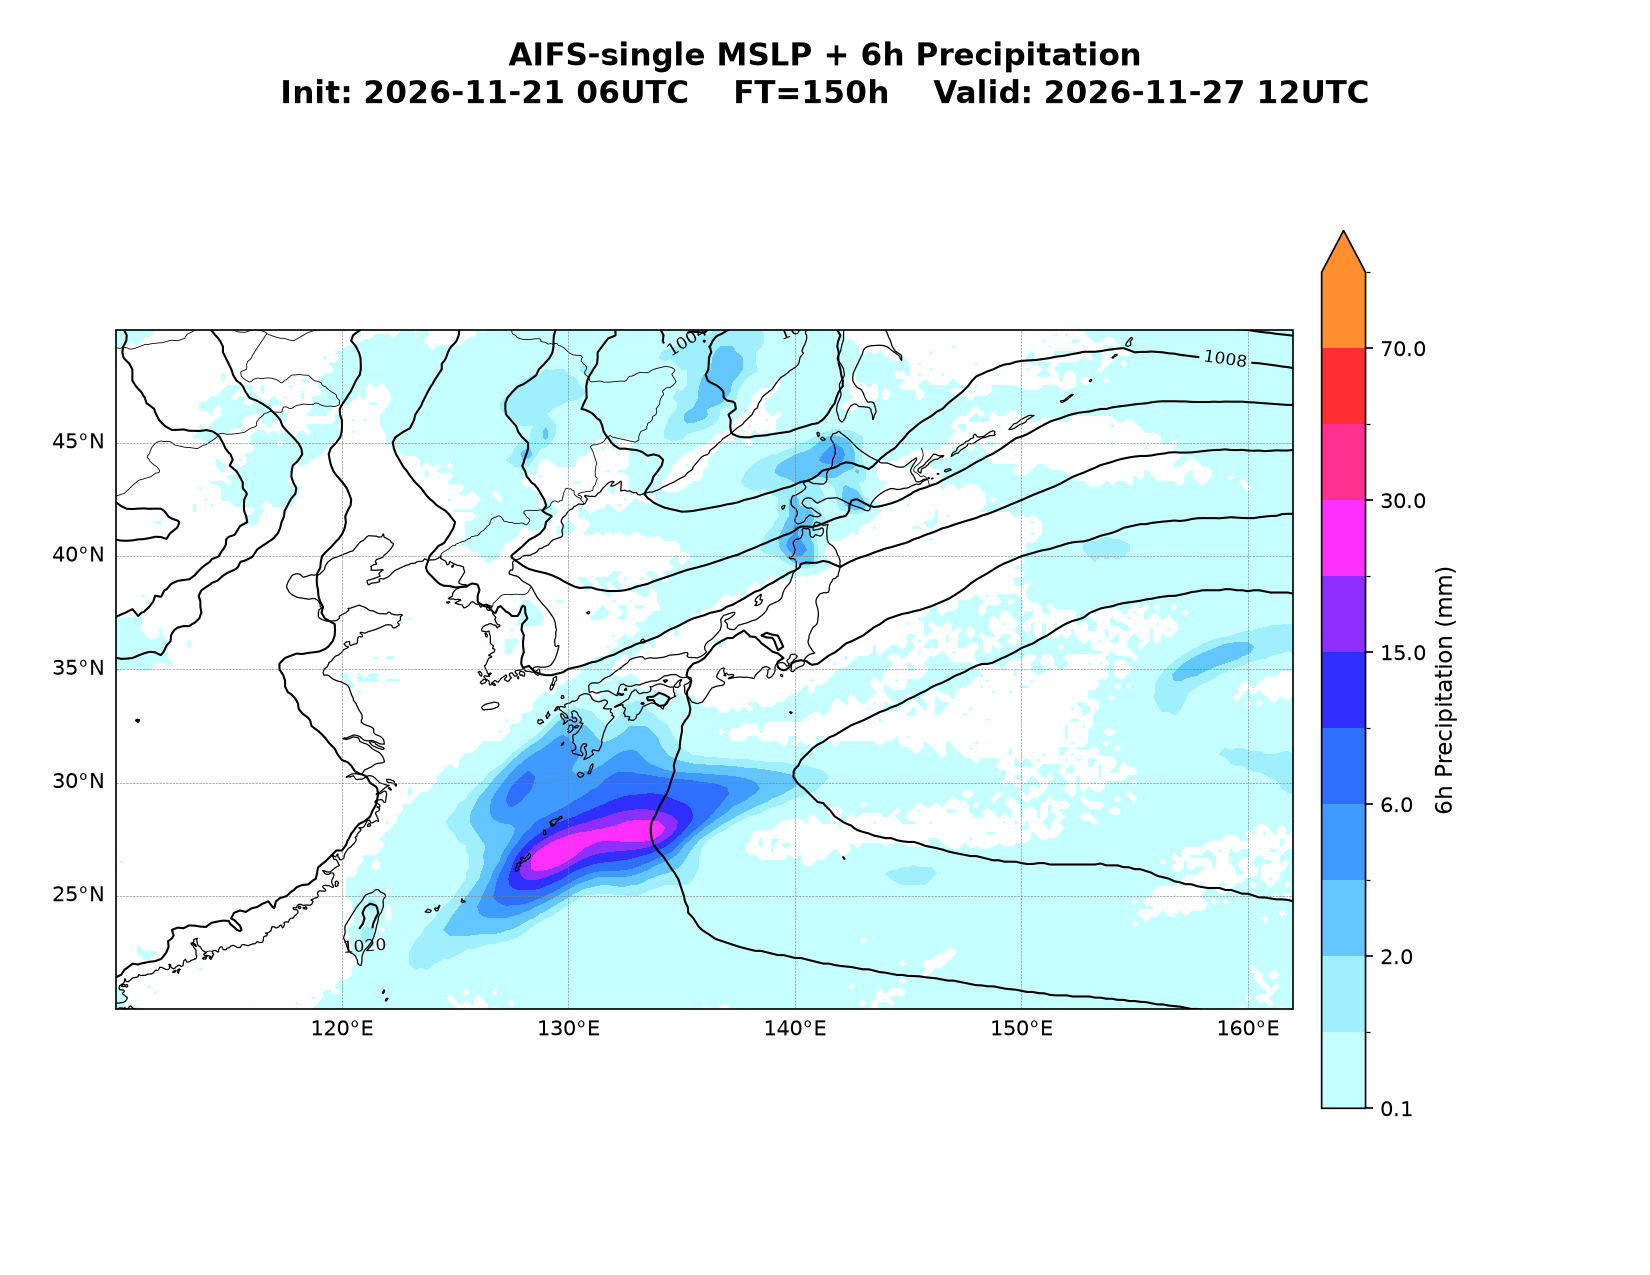 AIFS-single MSLP + 6h Precipitation
Init: 2026-11-21 06UTC    FT=150h    Valid: 2026-11-27 12UTC
1004
10
1008
70.0
45°N
30.0
40°N
35°N
15.0
30°N
6.0
25°N
1020
2.0
0.1
120°E
130°E
140°E
150°E
160°E
6h Precipitation (mm)